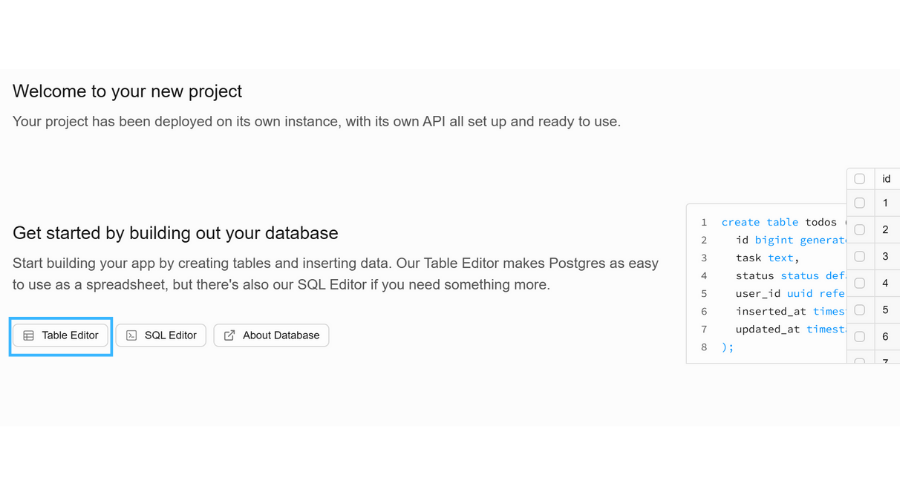 Welcome to your new project
Your project has been deployed on its own instance, with its own API all set up and ready to use.
Get started by building out your database
Start building your app by creating tables and inserting data. Our Table Editor makes Postgres as easy
to use as a spreadsheet, but there's also our SQL Editor if you need something more.
Table Editor
SQL Editor
About Database
1 create table todos
2 id bigint generate
3 task text,
4 status status def
5 user_id uuid refe
6 inserted_at times
7 updated_at timesta
8 );
id
1
2
3
4
5
6
7